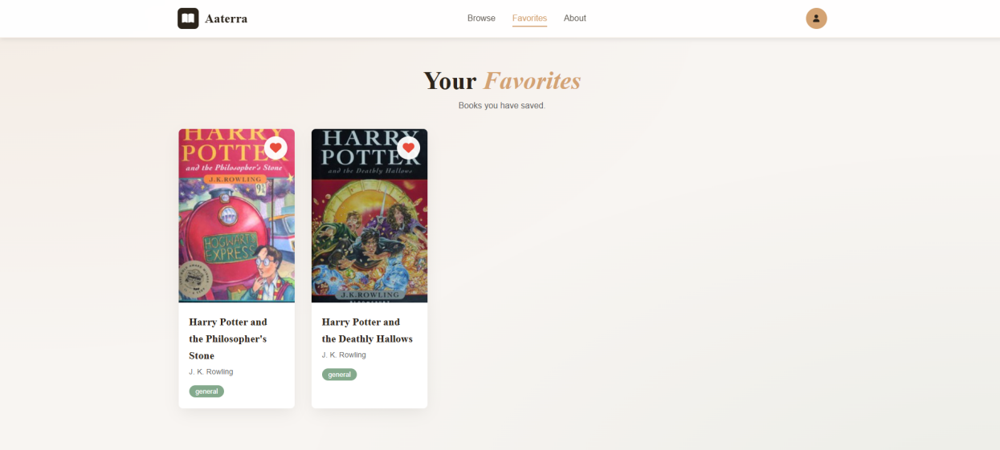 Aaterra
Browse
Favorites
About
Your Favorites
Books you have saved.
HARRY
POTTER
and the Philosopher's Stone
J.K.ROWLING
HOGWARTS
EXPRESS
HARRY
POTTER
and the Deathly Hallows
J.K.ROWLING
Harry Potter and
the Philosopher's
Stone
J. K. Rowling
general
Harry Potter and
the Deathly Hallows
J. K. Rowling
general